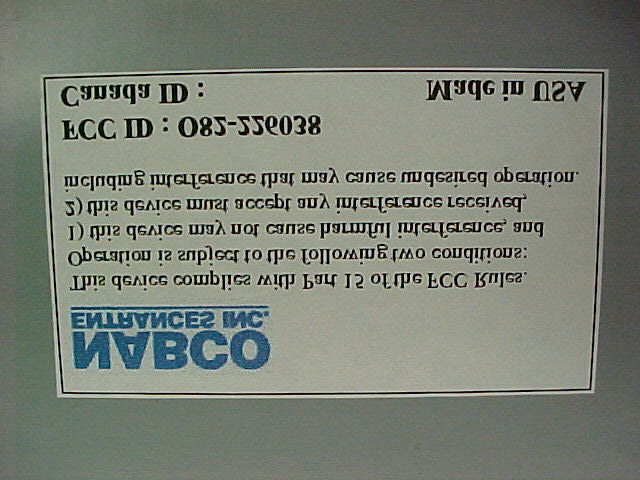 NABCO
ENTRANCES INC.
This device complies with Part 15 of the FCC Rules.
Operation is subject to the following two conditions:
1) this device may not cause harmful interference, and
2) this device must accept any interference received,
including interference that may cause undesired operation.
FCC ID : O82-226038
Canada ID : Made in USA